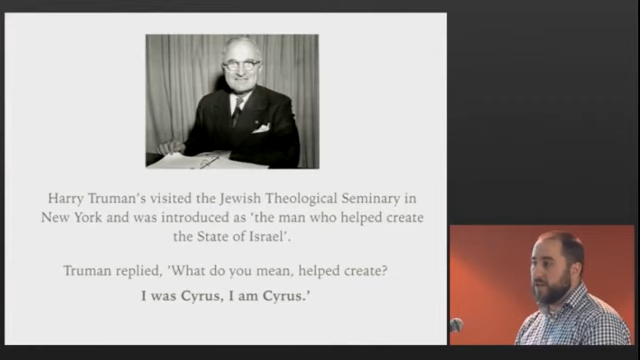 Harry Truman's visited the Jewish Theological Seminary in
New York and was introduced as 'the man who helped create
the State of Israel'.
Truman replied, 'What do you mean, helped create?
I was Cyrus, I am Cyrus.'